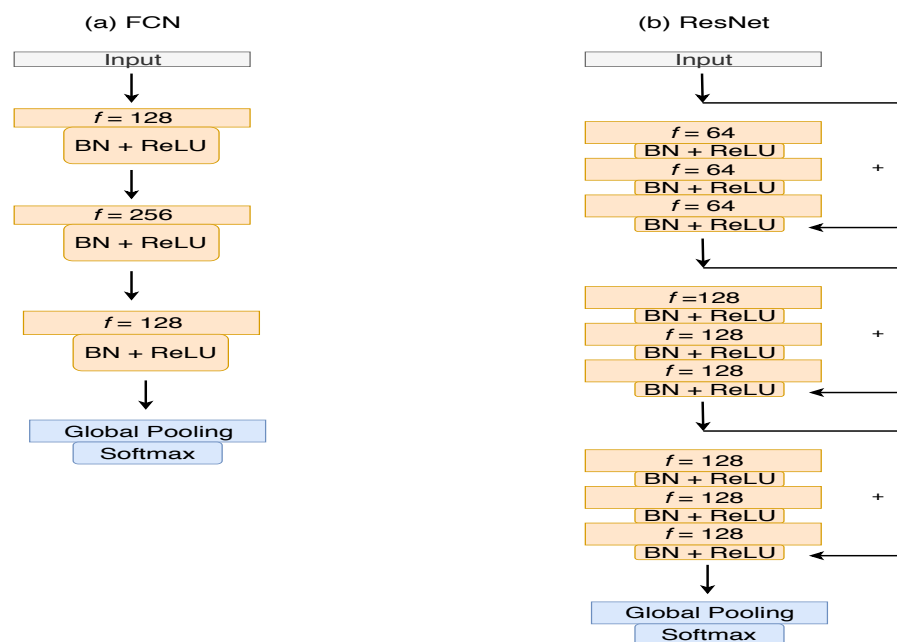 (a) FCN
Input
f = 128
BN + ReLU
f = 256
BN + ReLU
f = 128
BN + ReLU
Global Pooling
Softmax
(b) ResNet
Input
f = 64
BN + ReLU
f = 64
BN + ReLU
f = 64
BN + ReLU
+
f =128
BN + ReLU
f = 128
BN + ReLU
f = 128
BN + ReLU
+
f = 128
BN + ReLU
f = 128
BN + ReLU
f = 128
BN + ReLU
+
Global Pooling
Softmax